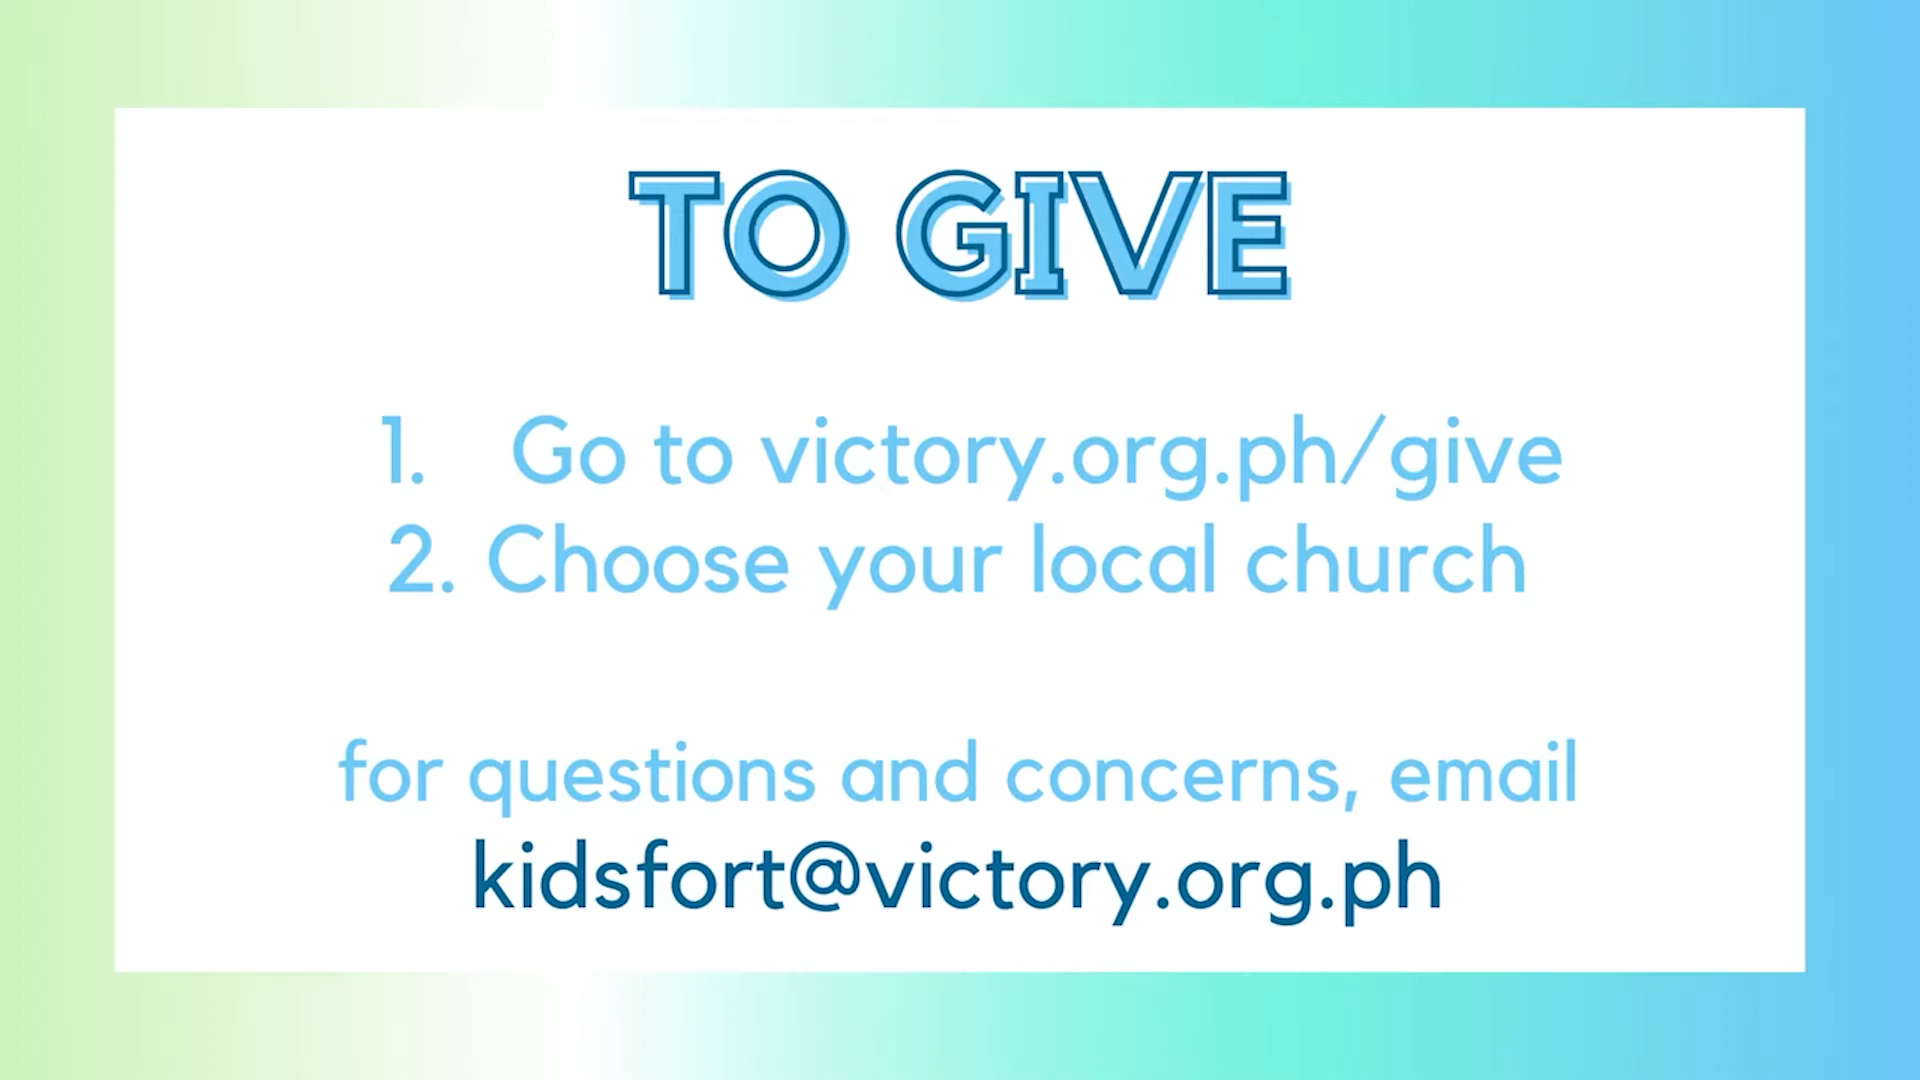 TO GIVE
1. Go to victory.org.ph/give
2. Choose your local church
for questions and concerns, email
kidsfort@victory.org.ph